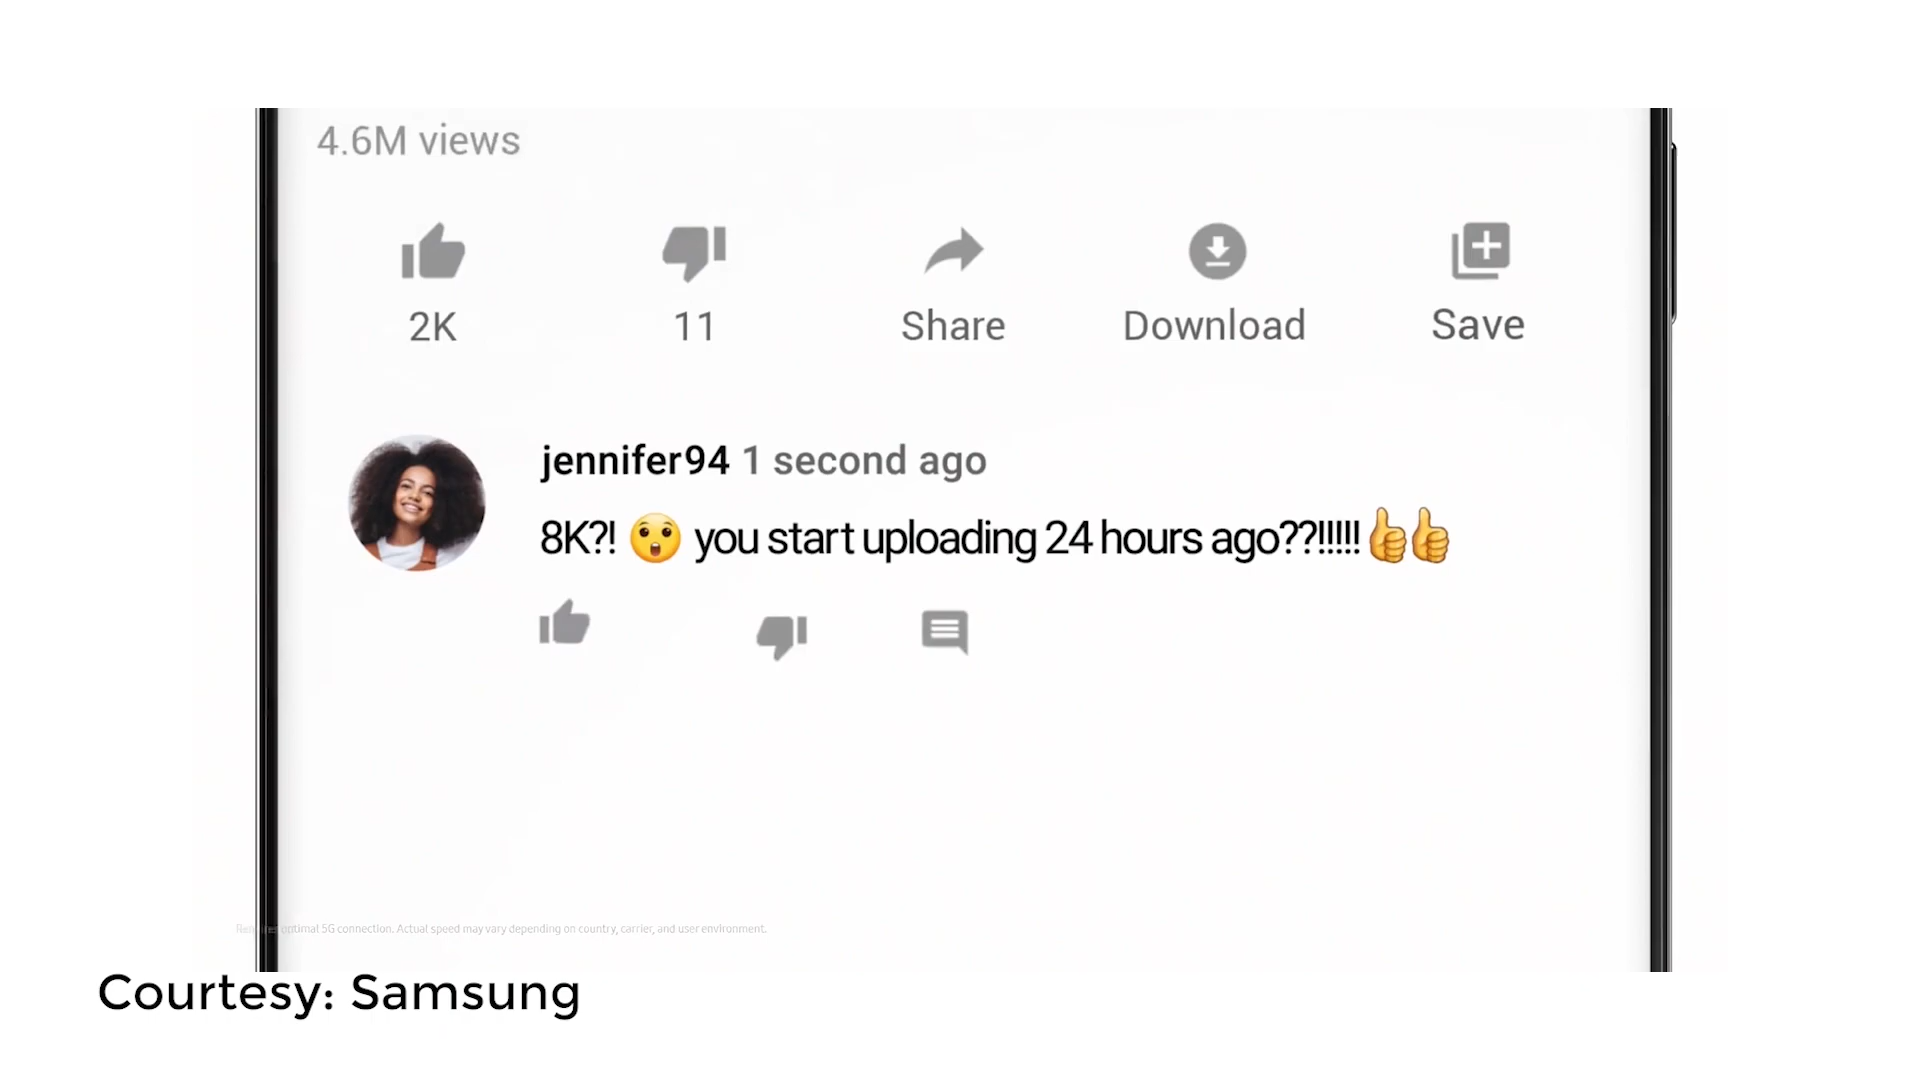 4.6M views
2K 11 Share Download Save
jennifer94 1 second ago
8K?! 😲 you start uploading 24 hours ago??!!!!! 👍👍
Requires optimal 5G connection. Actual speed may vary depending on country, carrier, and user environment.
Courtesy: Samsung